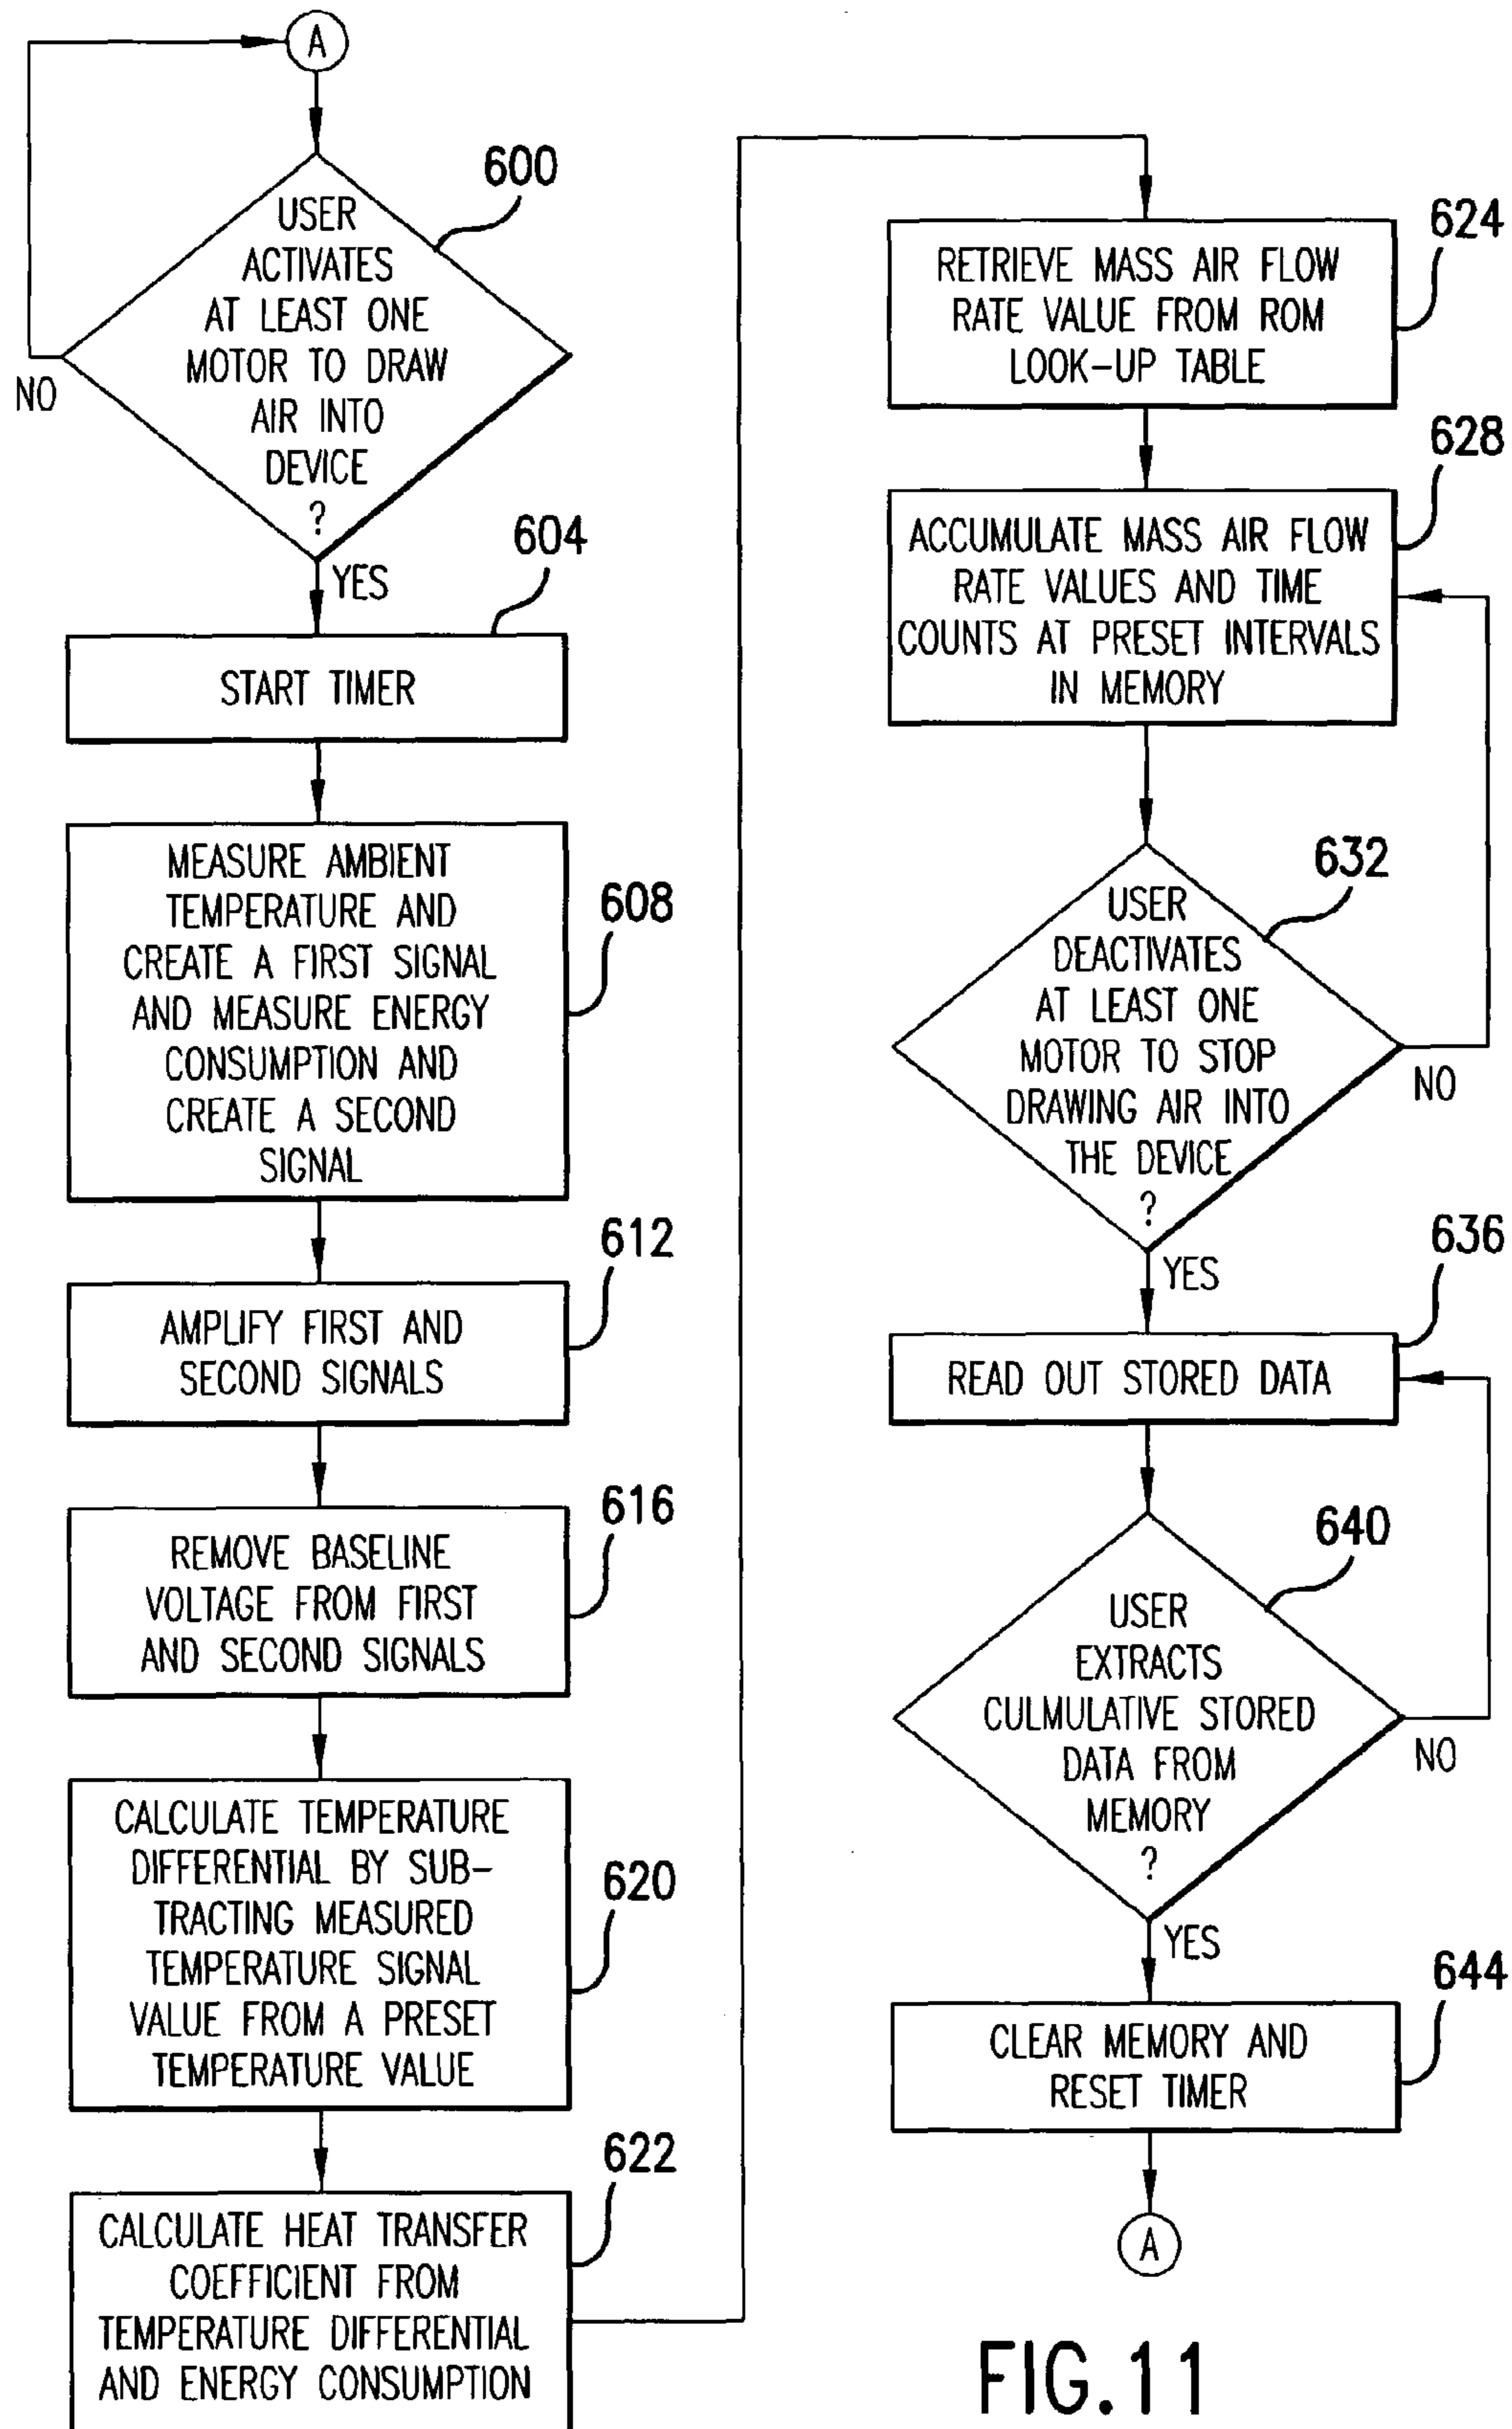 A
600
USER
ACTIVATES
AT LEAST ONE
MOTOR TO DRAW
AIR INTO
DEVICE
?
NO
YES
604
START TIMER
MEASURE AMBIENT
TEMPERATURE AND
CREATE A FIRST SIGNAL
AND MEASURE ENERGY
CONSUMPTION AND
CREATE A SECOND
SIGNAL
608
612
AMPLIFY FIRST AND
SECOND SIGNALS
616
REMOVE BASELINE
VOLTAGE FROM FIRST
AND SECOND SIGNALS
CALCULATE TEMPERATURE
DIFFERENTIAL BY SUB-
TRACTING MEASURED
TEMPERATURE SIGNAL
VALUE FROM A PRESET
TEMPERATURE VALUE
620
622
CALCULATE HEAT TRANSFER
COEFFICIENT FROM
TEMPERATURE DIFFERENTIAL
AND ENERGY CONSUMPTION
624
RETRIEVE MASS AIR FLOW
RATE VALUE FROM ROM
LOOK-UP TABLE
628
ACCUMULATE MASS AIR FLOW
RATE VALUES AND TIME
COUNTS AT PRESET INTERVALS
IN MEMORY
632
USER
DEACTIVATES
AT LEAST ONE
MOTOR TO STOP
DRAWING AIR INTO
THE DEVICE
?
NO
YES
636
READ OUT STORED DATA
640
USER
EXTRACTS
CULMULATIVE STORED
DATA FROM
MEMORY
?
NO
YES
644
CLEAR MEMORY AND
RESET TIMER
A
FIG.11